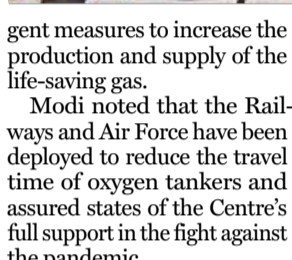 gent measures to increase the
production and supply of the
life-saving gas.
Modi noted that the Rail-
ways and Air Force have been
deployed to reduce the travel
time of oxygen tankers and
assured states of the Centre’s
full support in the fight against
the pandemic.